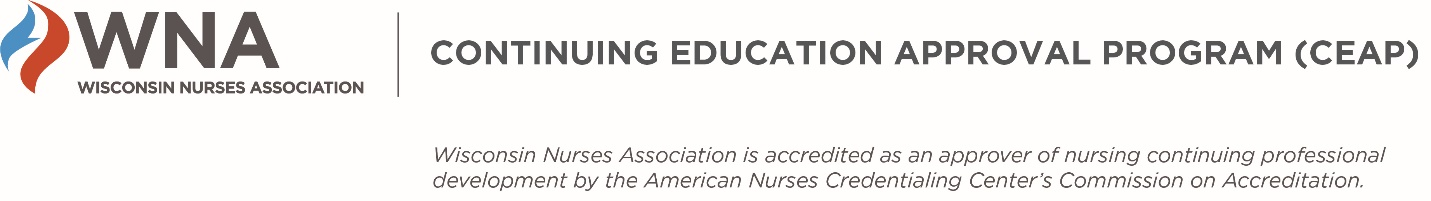 WNA
WISCONSIN NURSES ASSOCIATION
CONTINUING EDUCATION APPROVAL PROGRAM (CEAP)
Wisconsin Nurses Association is accredited as an approver of nursing continuing professional
development by the American Nurses Credentialing Center's Commission on Accreditation.